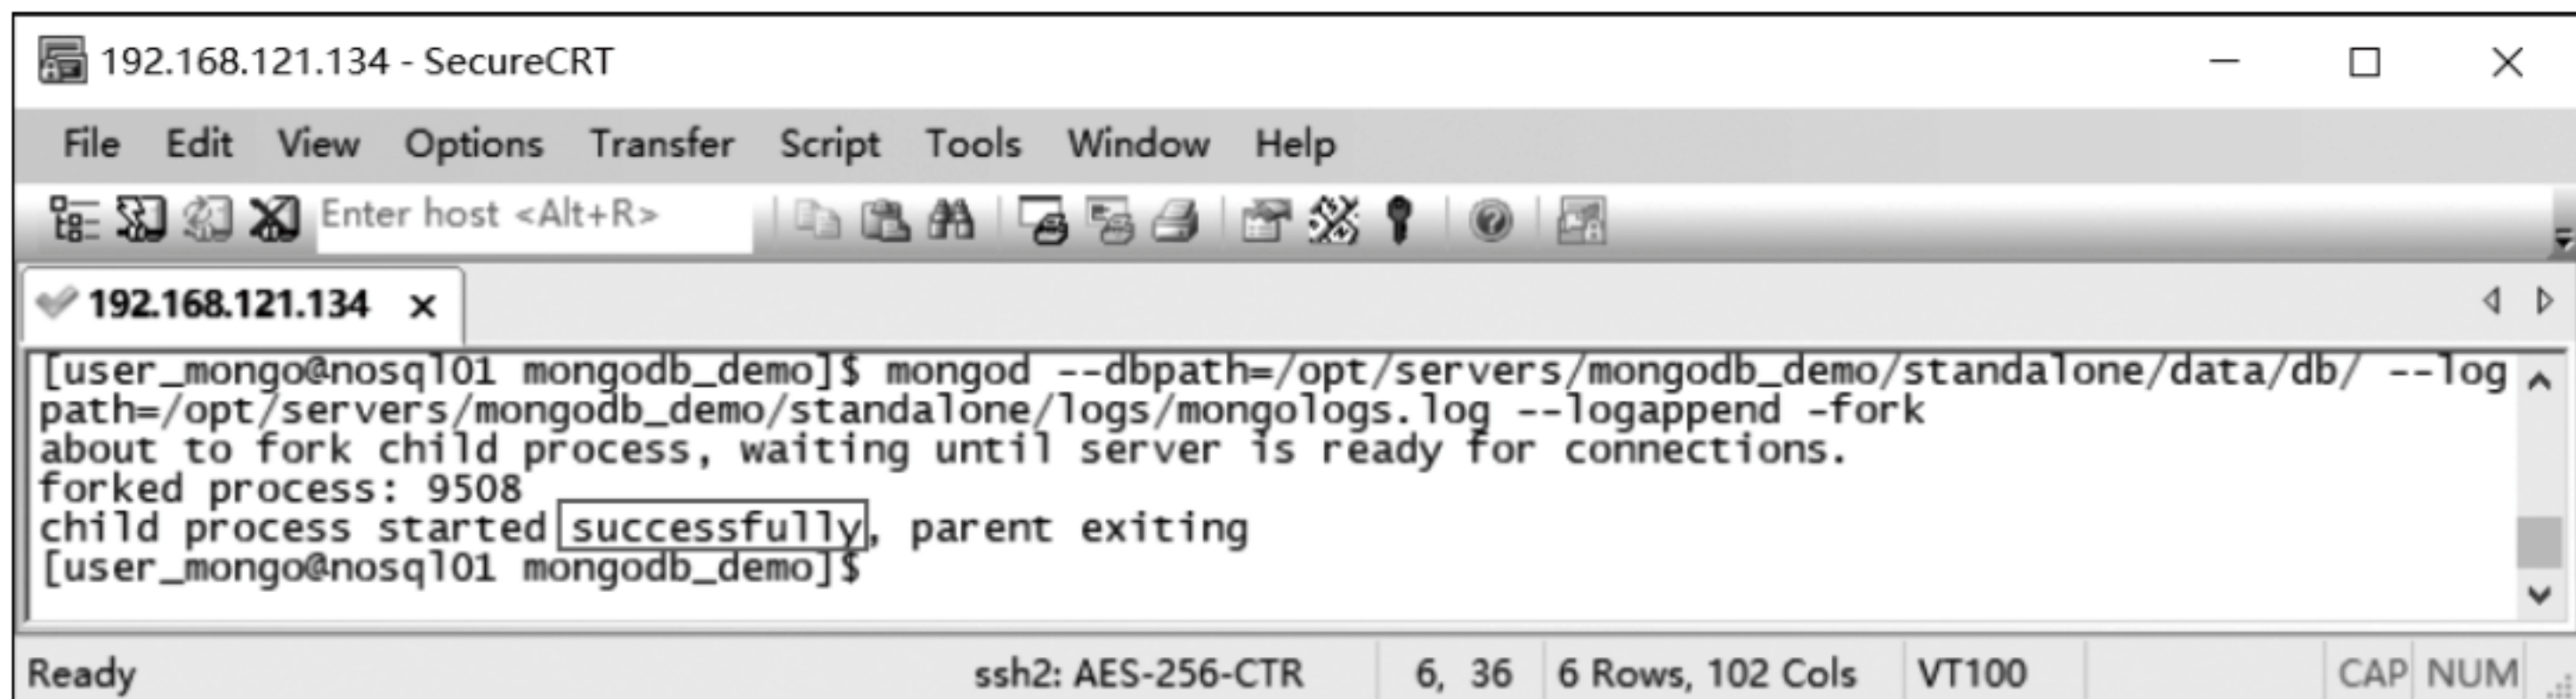 192.168.121.134 - SecureCRT
File Edit View Options Transfer Script Tools Window Help
Enter host <Alt+R>
192.168.121.134
[user_mongo@nosql01 mongodb_demo]$ mongod --dbpath=/opt/servers/mongodb_demo/standalone/data/db/ --log
path=/opt/servers/mongodb_demo/standalone/logs/mongologs.log --logappend -fork
about to fork child process, waiting until server is ready for connections.
forked process: 9508
child process started successfully, parent exiting
[user_mongo@nosql01 mongodb_demo]$
Ready ssh2: AES-256-CTR 6, 36 6 Rows, 102 Cols VT100 CAP NUM